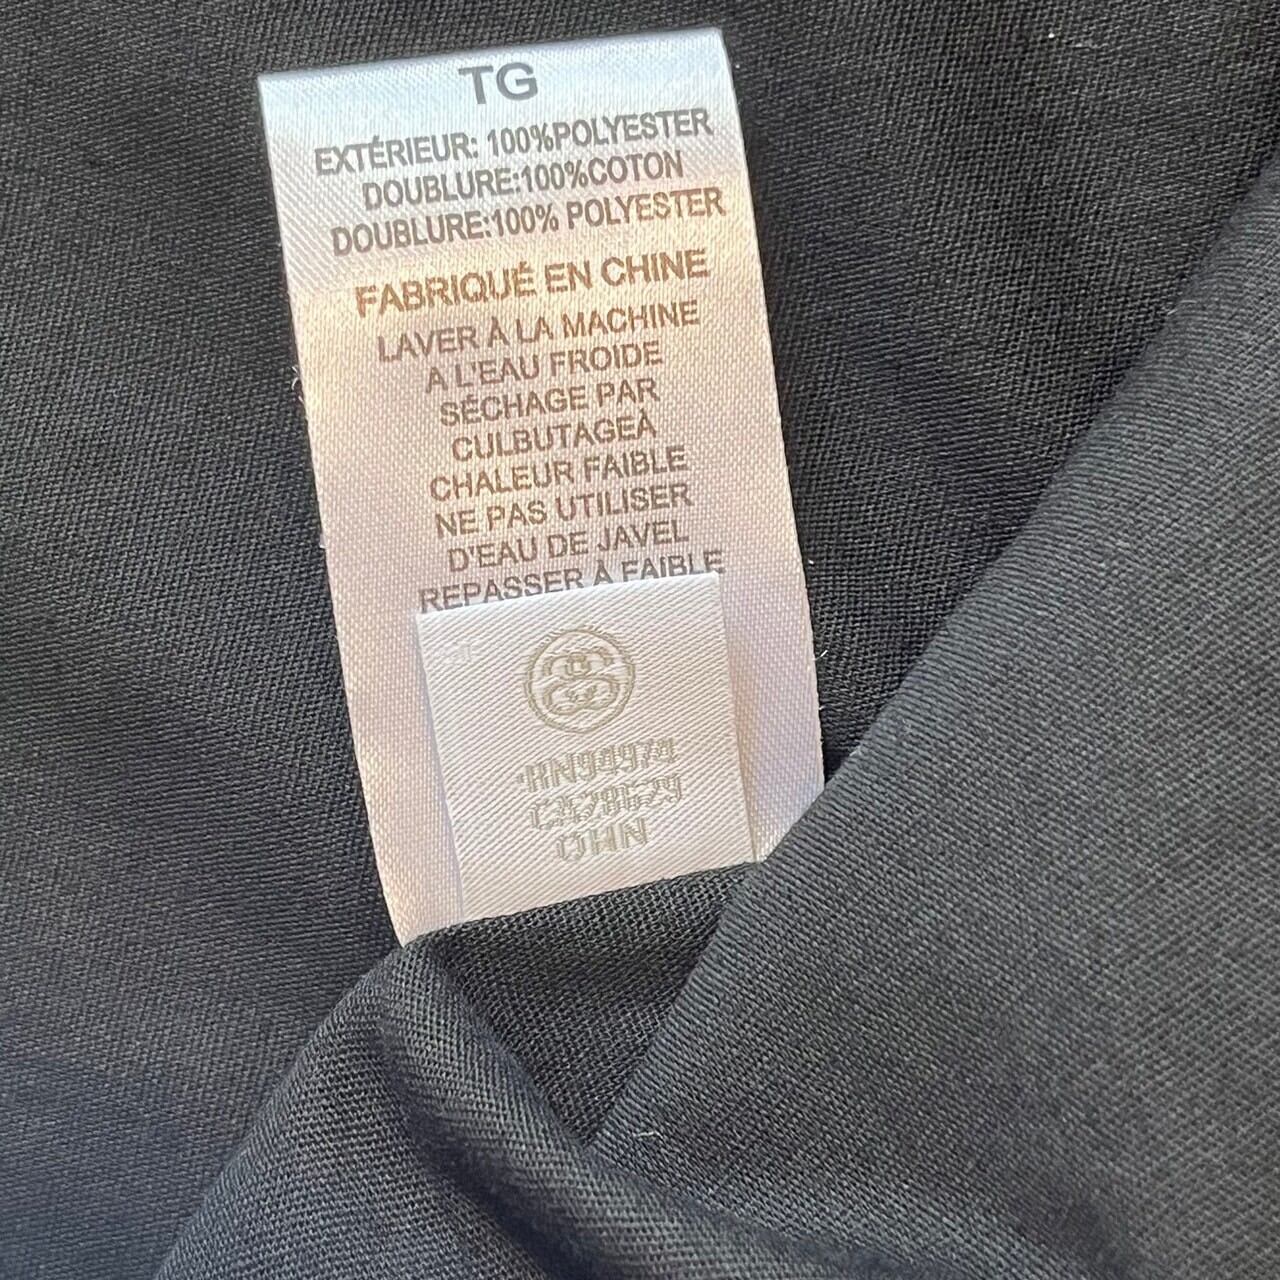 TG
EXTÉRIEUR: 100%POLYESTER
DOUBLURE:100%COTON
DOUBLURE:100% POLYESTER
FABRIQUÉ EN CHINE
LAVER À LA MACHINE
A L'EAU FROIDE
SÉCHAGE PAR
CULBUTAGEÀ
CHALEUR FAIBLE
NE PAS UTILISER
D'EAU DE JAVEL
REPASSER À FAIBLE
RN94974